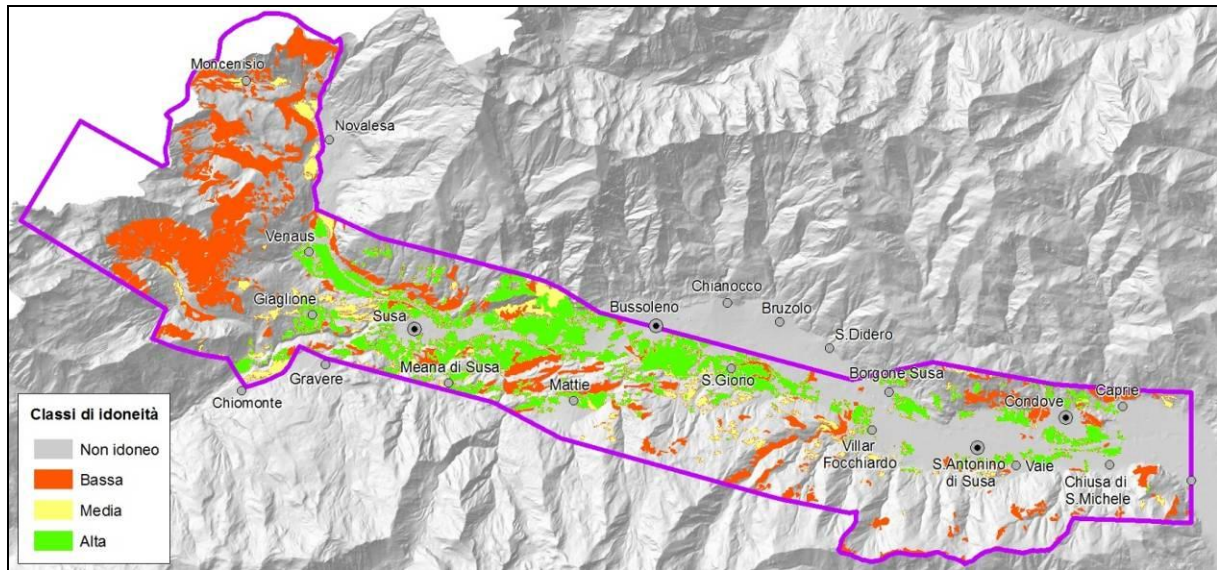 Moncenisio
Novalesa
Venaus
Giaglione
Susa
Bussoleno
Chianocco
Bruzolo
S.Didero
Gravere
Meana di Susa
Mattie
S.Giorio
Borgone Susa
Caprie
Condove
Chiomonte
Villar
Focchiardo
S.Antonino
di Susa
Vaie
Chiusa di
S.Michele
Classi di idoneità
Non idoneo
Bassa
Media
Alta